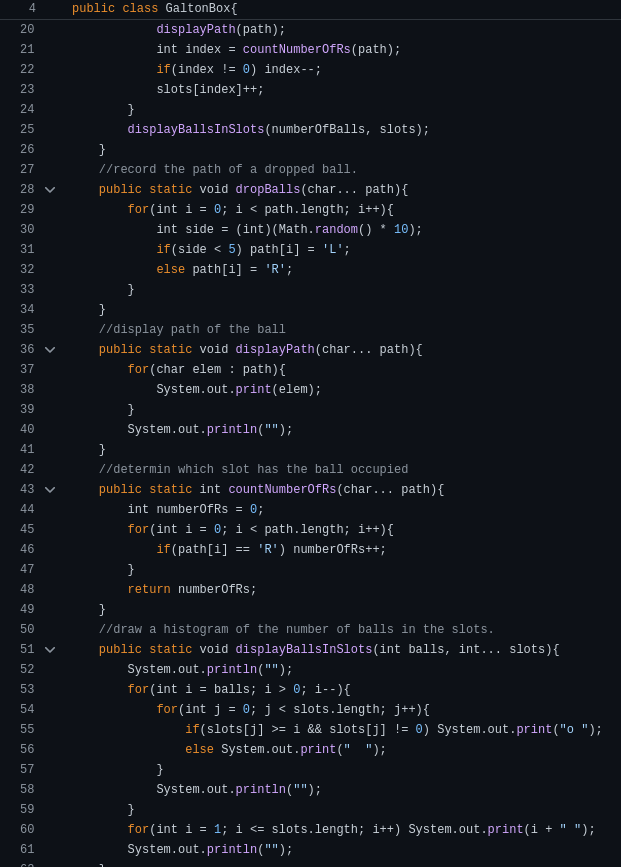 4 public class GaltonBox{
20 displayPath(path);
21 int index = countNumberOfRs(path);
22 if(index != 0) index--;
23 slots[index]++;
24 }
25 displayBallsInSlots(numberOfBalls, slots);
26 }
27 //record the path of a dropped ball.
28 public static void dropBalls(char... path){
29 for(int i = 0; i < path.length; i++){
30 int side = (int)(Math.random() * 10);
31 if(side < 5) path[i] = 'L';
32 else path[i] = 'R';
33 }
34 }
35 //display path of the ball
36 public static void displayPath(char... path){
37 for(char elem : path){
38 System.out.print(elem);
39 }
40 System.out.println("");
41 }
42 //determin which slot has the ball occupied
43 public static int countNumberOfRs(char... path){
44 int numberOfRs = 0;
45 for(int i = 0; i < path.length; i++){
46 if(path[i] == 'R') numberOfRs++;
47 }
48 return numberOfRs;
49 }
50 //draw a histogram of the number of balls in the slots.
51 public static void displayBallsInSlots(int balls, int... slots){
52 System.out.println("");
53 for(int i = balls; i > 0; i--){
54 for(int j = 0; j < slots.length; j++){
55 if(slots[j] >= i && slots[j] != 0) System.out.print("o ");
56 else System.out.print("  ");
57 }
58 System.out.println("");
59 }
60 for(int i = 1; i <= slots.length; i++) System.out.print(i + " ");
61 System.out.println("");